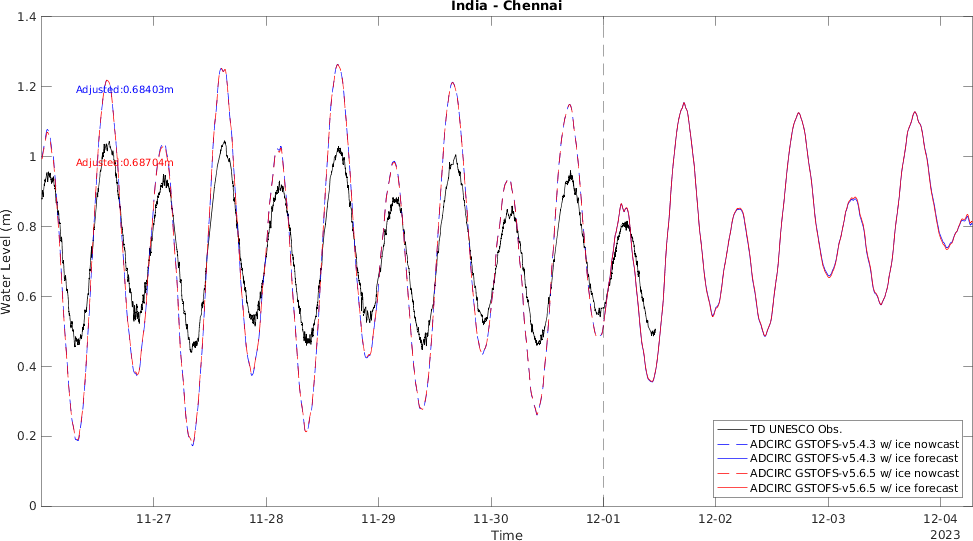 India - Chennai
1.4
1.2
1
0.8
0.6
0.4
0.2
0
Water Level (m)
Adjusted:0.68403m
Adjusted:0.68704m
TD UNESCO Obs.
ADCIRC GSTOFS-v5.4.3 w/ ice nowcast
ADCIRC GSTOFS-v5.4.3 w/ ice forecast
ADCIRC GSTOFS-v5.6.5 w/ ice nowcast
ADCIRC GSTOFS-v5.6.5 w/ ice forecast
11-27 11-28 11-29 11-30 12-01 12-02 12-03 12-04
Time
2023